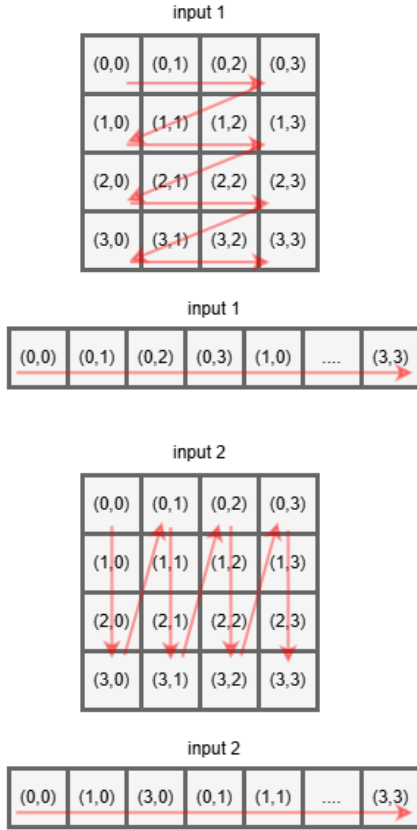 input 1
(0,0) (0,1) (0,2) (0,3)
(1,0) (1,1) (1,2) (1,3)
(2,0) (2,1) (2,2) (2,3)
(3,0) (3,1) (3,2) (3,3)
input 1
(0,0) (0,1) (0,2) (0,3) (1,0) .... (3,3)
input 2
(0,0) (0,1) (0,2) (0,3)
(1,0) (1,1) (1,2) (1,3)
(2,0) (2,1) (2,2) (2,3)
(3,0) (3,1) (3,2) (3,3)
input 2
(0,0) (1,0) (3,0) (0,1) (1,1) .... (3,3)